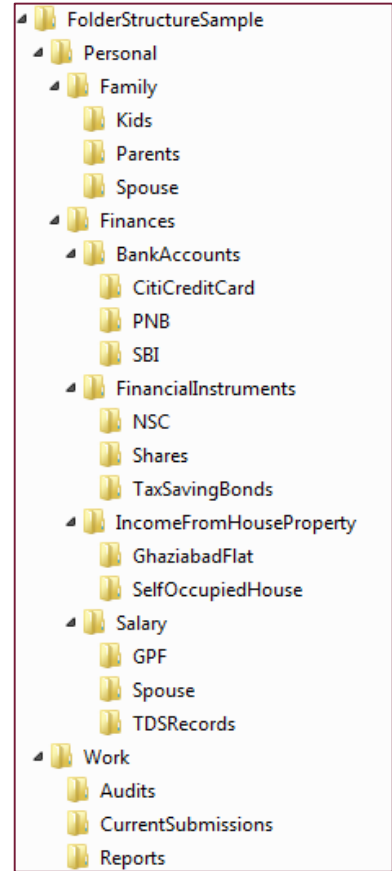 FolderStructureSample
Personal
Family
Kids
Parents
Spouse
Finances
BankAccounts
CitiCreditCard
PNB
SBI
FinancialInstruments
NSC
Shares
TaxSavingBonds
IncomeFromHouseProperty
GhaziabadFlat
SelfOccupiedHouse
Salary
GPF
Spouse
TDSRecords
Work
Audits
CurrentSubmissions
Reports